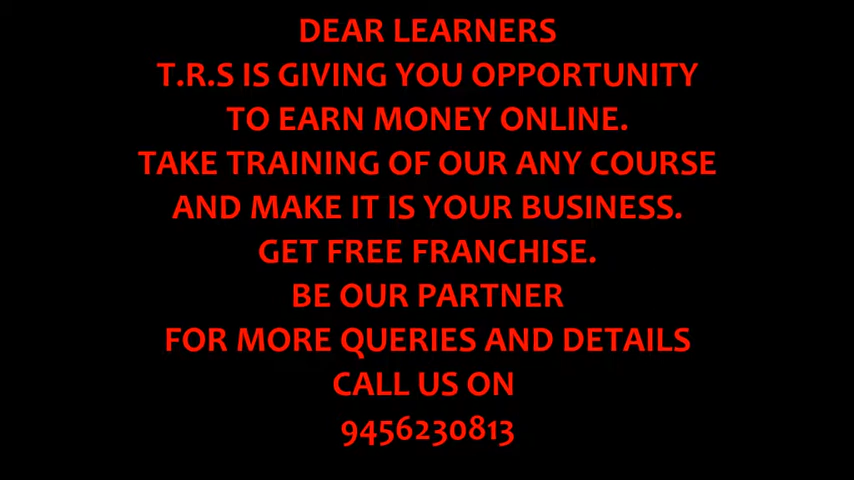 DEAR LEARNERS
T.R.S IS GIVING YOU OPPORTUNITY
TO EARN MONEY ONLINE.
TAKE TRAINING OF OUR ANY COURSE
AND MAKE IT IS YOUR BUSINESS.
GET FREE FRANCHISE.
BE OUR PARTNER
FOR MORE QUERIES AND DETAILS
CALL US ON
9456230813